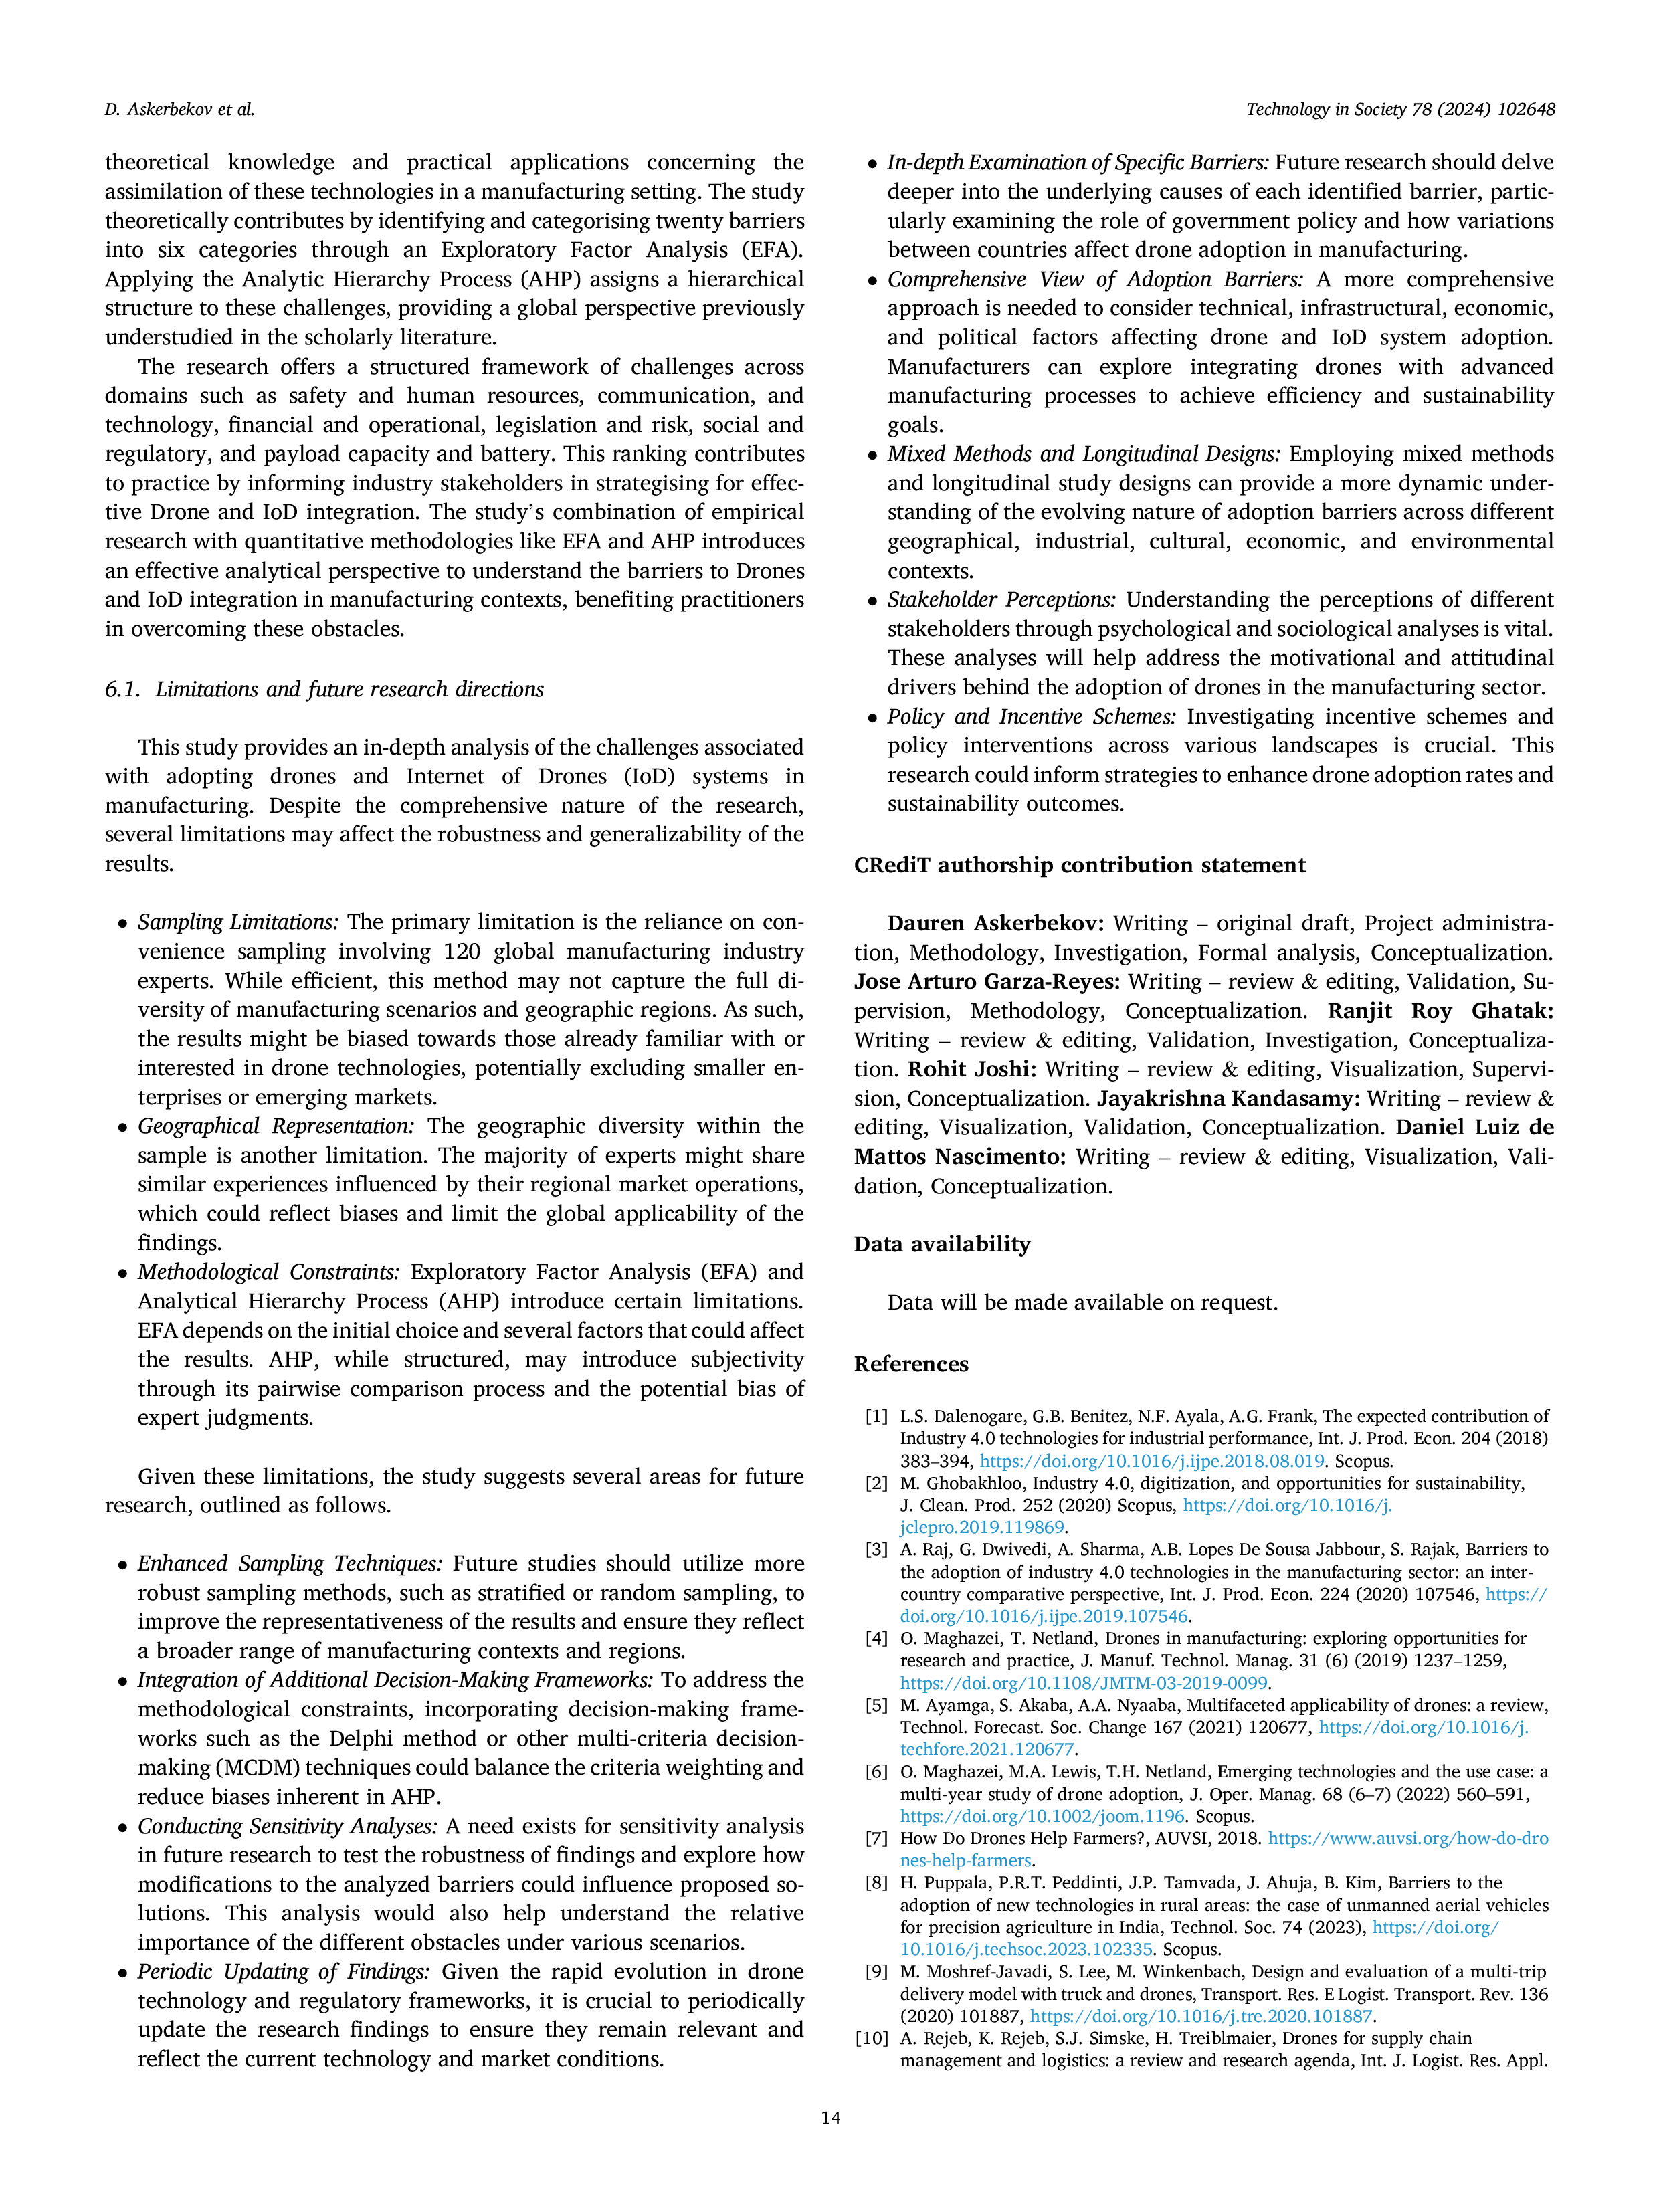 D. Askerbekov et al.
Technology in Society 78 (2024) 102648
theoretical knowledge and practical applications concerning the
assimilation of these technologies in a manufacturing setting. The study
theoretically contributes by identifying and categorising twenty barriers
into six categories through an Exploratory Factor Analysis (EFA).
Applying the Analytic Hierarchy Process (AHP) assigns a hierarchical
structure to these challenges, providing a global perspective previously
understudied in the scholarly literature.
The research offers a structured framework of challenges across
domains such as safety and human resources, communication, and
technology, financial and operational, legislation and risk, social and
regulatory, and payload capacity and battery. This ranking contributes
to practice by informing industry stakeholders in strategising for effec-
tive Drone and IoD integration. The study's combination of empirical
research with quantitative methodologies like EFA and AHP introduces
an effective analytical perspective to understand the barriers to Drones
and IoD integration in manufacturing contexts, benefiting practitioners
in overcoming these obstacles.
6.1. Limitations and future research directions
This study provides an in-depth analysis of the challenges associated
with adopting drones and Internet of Drones (IoD) systems in
manufacturing. Despite the comprehensive nature of the research,
several limitations may affect the robustness and generalizability of the
results.
• Sampling Limitations: The primary limitation is the reliance on con-
venience sampling involving 120 global manufacturing industry
experts. While efficient, this method may not capture the full di-
versity of manufacturing scenarios and geographic regions. As such,
the results might be biased towards those already familiar with or
interested in drone technologies, potentially excluding smaller en-
terprises or emerging markets.
• Geographical Representation: The geographic diversity within the
sample is another limitation. The majority of experts might share
similar experiences influenced by their regional market operations,
which could reflect biases and limit the global applicability of the
findings.
• Methodological Constraints: Exploratory Factor Analysis (EFA) and
Analytical Hierarchy Process (AHP) introduce certain limitations.
EFA depends on the initial choice and several factors that could affect
the results. AHP, while structured, may introduce subjectivity
through its pairwise comparison process and the potential bias of
expert judgments.
Given these limitations, the study suggests several areas for future
research, outlined as follows.
• Enhanced Sampling Techniques: Future studies should utilize more
robust sampling methods, such as stratified or random sampling, to
improve the representativeness of the results and ensure they reflect
a broader range of manufacturing contexts and regions.
• Integration of Additional Decision-Making Frameworks: To address the
methodological constraints, incorporating decision-making frame-
works such as the Delphi method or other multi-criteria decision-
making (MCDM) techniques could balance the criteria weighting and
reduce biases inherent in AHP.
• Conducting Sensitivity Analyses: A need exists for sensitivity analysis
in future research to test the robustness of findings and explore how
modifications to the analyzed barriers could influence proposed so-
lutions. This analysis would also help understand the relative
importance of the different obstacles under various scenarios.
• Periodic Updating of Findings: Given the rapid evolution in drone
technology and regulatory frameworks, it is crucial to periodically
update the research findings to ensure they remain relevant and
reflect the current technology and market conditions.
• In-depth Examination of Specific Barriers: Future research should delve
deeper into the underlying causes of each identified barrier, partic-
ularly examining the role of government policy and how variations
between countries affect drone adoption in manufacturing.
• Comprehensive View of Adoption Barriers: A more comprehensive
approach is needed to consider technical, infrastructural, economic,
and political factors affecting drone and IoD system adoption.
Manufacturers can explore integrating drones with advanced
manufacturing processes to achieve efficiency and sustainability
goals.
• Mixed Methods and Longitudinal Designs: Employing mixed methods
and longitudinal study designs can provide a more dynamic under-
standing of the evolving nature of adoption barriers across different
geographical, industrial, cultural, economic, and environmental
contexts.
• Stakeholder Perceptions: Understanding the perceptions of different
stakeholders through psychological and sociological analyses is vital.
These analyses will help address the motivational and attitudinal
drivers behind the adoption of drones in the manufacturing sector.
• Policy and Incentive Schemes: Investigating incentive schemes and
policy interventions across various landscapes is crucial. This
research could inform strategies to enhance drone adoption rates and
sustainability outcomes.
CRediT authorship contribution statement
Dauren Askerbekov: Writing – original draft, Project administra-
tion, Methodology, Investigation, Formal analysis, Conceptualization.
Jose Arturo Garza-Reyes: Writing – review & editing, Validation, Su-
pervision, Methodology, Conceptualization. Ranjit Roy Ghatak:
Writing – review & editing, Validation, Investigation, Conceptualiza-
tion. Rohit Joshi: Writing – review & editing, Visualization, Supervi-
sion, Conceptualization. Jayakrishna Kandasamy: Writing – review &
editing, Visualization, Validation, Conceptualization. Daniel Luiz de
Mattos Nascimento: Writing – review & editing, Visualization, Vali-
dation, Conceptualization.
Data availability
Data will be made available on request.
References
[1] L.S. Dalenogare, G.B. Benitez, N.F. Ayala, A.G. Frank, The expected contribution of
Industry 4.0 technologies for industrial performance, Int. J. Prod. Econ. 204 (2018)
383–394, https://doi.org/10.1016/j.ijpe.2018.08.019. Scopus.
[2] M. Ghobakhloo, Industry 4.0, digitization, and opportunities for sustainability,
J. Clean. Prod. 252 (2020) Scopus, https://doi.org/10.1016/j.
jclepro.2019.119869.
[3] A. Raj, G. Dwivedi, A. Sharma, A.B. Lopes De Sousa Jabbour, S. Rajak, Barriers to
the adoption of industry 4.0 technologies in the manufacturing sector: an inter-
country comparative perspective, Int. J. Prod. Econ. 224 (2020) 107546, https://
doi.org/10.1016/j.ijpe.2019.107546.
[4] O. Maghazei, T. Netland, Drones in manufacturing: exploring opportunities for
research and practice, J. Manuf. Technol. Manag. 31 (6) (2019) 1237–1259,
https://doi.org/10.1108/JMTM-03-2019-0099.
[5] M. Ayamga, S. Akaba, A.A. Nyaaba, Multifaceted applicability of drones: a review,
Technol. Forecast. Soc. Change 167 (2021) 120677, https://doi.org/10.1016/j.
techfore.2021.120677.
[6] O. Maghazei, M.A. Lewis, T.H. Netland, Emerging technologies and the use case: a
multi-year study of drone adoption, J. Oper. Manag. 68 (6–7) (2022) 560–591,
https://doi.org/10.1002/joom.1196. Scopus.
[7] How Do Drones Help Farmers?, AUVSI, 2018. https://www.auvsi.org/how-do-dro
nes-help-farmers.
[8] H. Puppala, P.R.T. Peddinti, J.P. Tamvada, J. Ahuja, B. Kim, Barriers to the
adoption of new technologies in rural areas: the case of unmanned aerial vehicles
for precision agriculture in India, Technol. Soc. 74 (2023), https://doi.org/
10.1016/j.techsoc.2023.102335. Scopus.
[9] M. Moshref-Javadi, S. Lee, M. Winkenbach, Design and evaluation of a multi-trip
delivery model with truck and drones, Transport. Res. E Logist. Transport. Rev. 136
(2020) 101887, https://doi.org/10.1016/j.tre.2020.101887.
[10] A. Rejeb, K. Rejeb, S.J. Simske, H. Treiblmaier, Drones for supply chain
management and logistics: a review and research agenda, Int. J. Logist. Res. Appl.
14